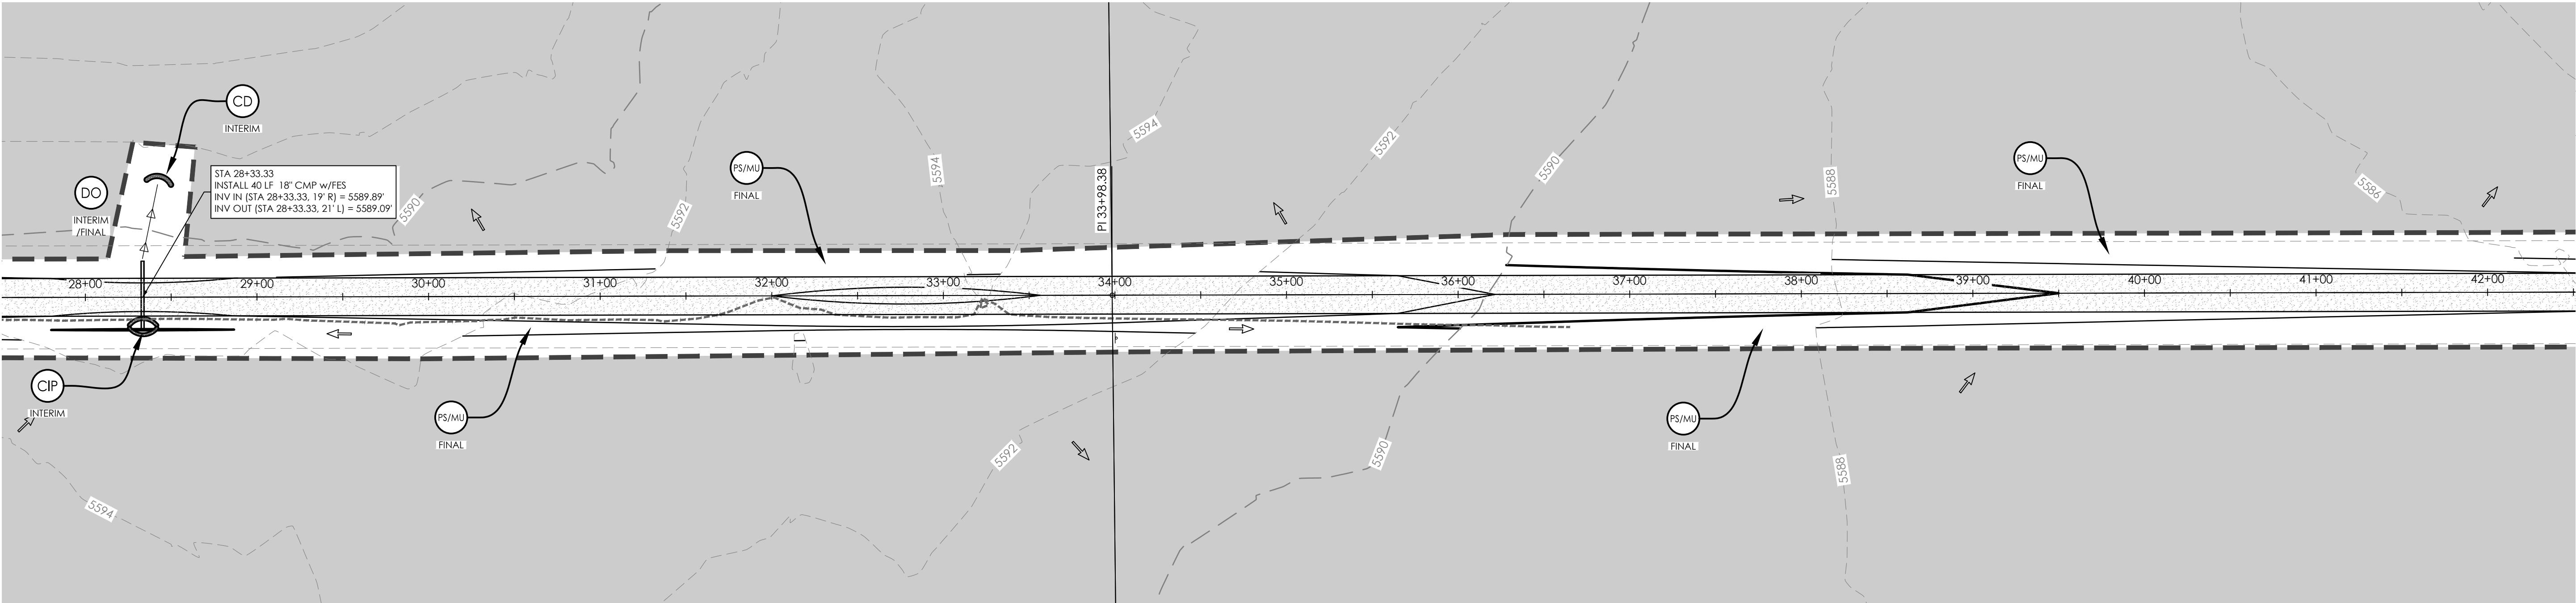 CD
INTERIM
DO
INTERIM
/FINAL
STA 28+33.33
INSTALL 40 LF 18" CMP w/FES
INV IN (STA 28+33.33, 19' R) = 5589.89'
INV OUT (STA 28+33.33, 21' L) = 5589.09'
5590
5592
PS/MU
FINAL
5594
PI 33+98.38
5594
5592
5590
5588
PS/MU
FINAL
5586
28+00
29+00
30+00
31+00
32+00
33+00
34+00
35+00
36+00
37+00
38+00
39+00
40+00
41+00
42+00
CIP
INTERIM
PS/MU
FINAL
5594
5592
5590
PS/MU
FINAL
5588